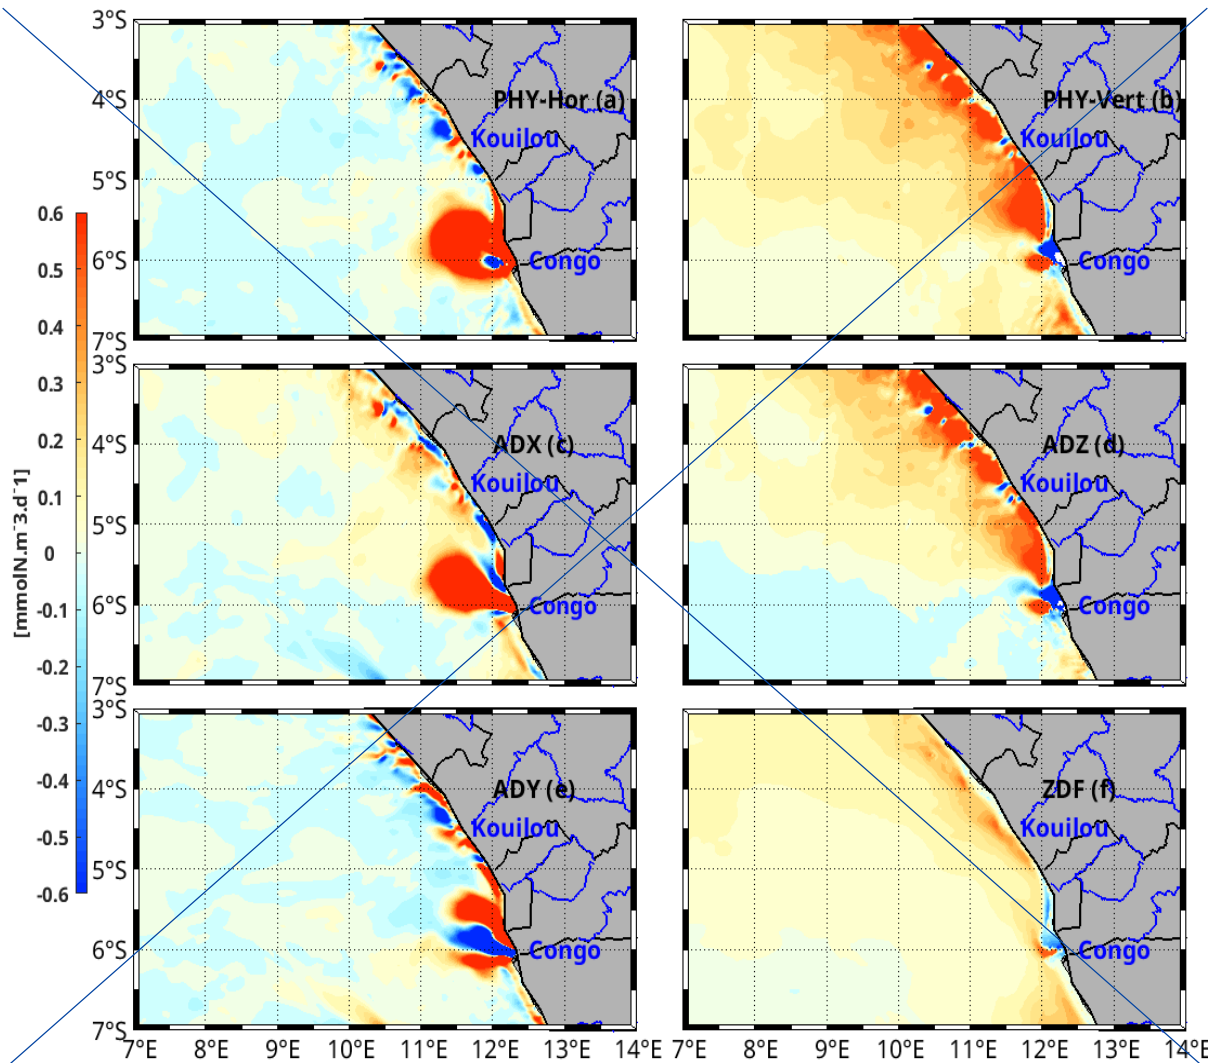 3°S
4°S
5°S
6°S
7°S
PHY-Hor (a)
Kouilou
Congo
PHY-Vert (b)
Kouilou
Congo
3°S
4°S
5°S
6°S
7°S
ADX (c)
Kouilou
Congo
ADZ (d)
Kouilou
Congo
3°S
4°S
5°S
6°S
7°S
ADY (e)
Kouilou
Congo
ZDF (f)
Kouilou
Congo
7°E 8°E 9°E 10°E 11°E 12°E 13°E 14°E
7°E 8°E 9°E 10°E 11°E 12°E 13°E 14°E
0.6
0.5
0.4
0.3
0.2
0.1
0
-0.1
-0.2
-0.3
-0.4
-0.5
-0.6
[mmolN.m¯3.d¯1]